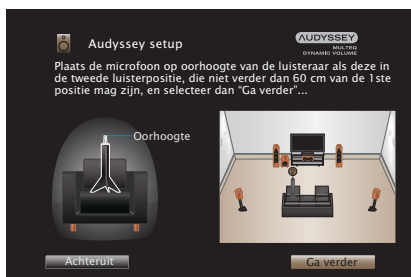 Audyssey setup
AUDYSSEY
MULTEQ
DYNAMIC VOLUME
Plaats de microfoon op oorhoogte van de luisteraar als deze in
de tweede luisterpositie, die niet verder dan 60 cm van de 1ste
positie mag zijn, en selecteer dan “Ga verder”...
Oorhoogte
Achteruit
Ga verder